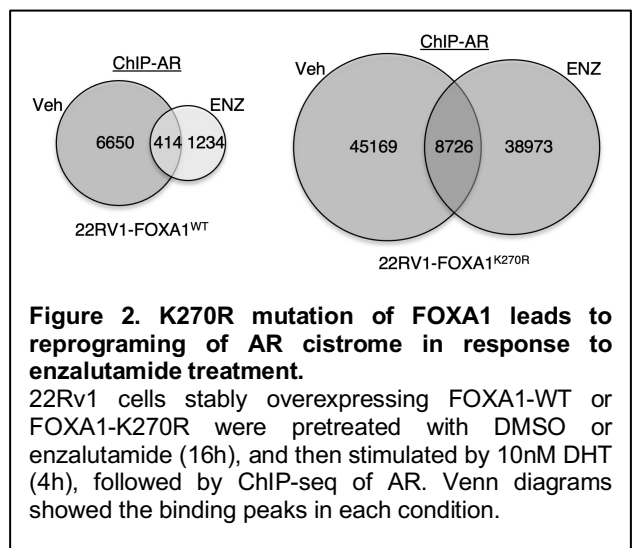 ChIP-AR
Veh
ENZ
6650
414
1234
22RV1-FOXA1WT
ChIP-AR
Veh
ENZ
45169
8726
38973
22RV1-FOXA1K270R
Figure 2. K270R mutation of FOXA1 leads to
reprograming of AR cistrome in response to
enzalutamide treatment.
22Rv1 cells stably overexpressing FOXA1-WT or
FOXA1-K270R were pretreated with DMSO or
enzalutamide (16h), and then stimulated by 10nM DHT
(4h), followed by ChIP-seq of AR. Venn diagrams
showed the binding peaks in each condition.